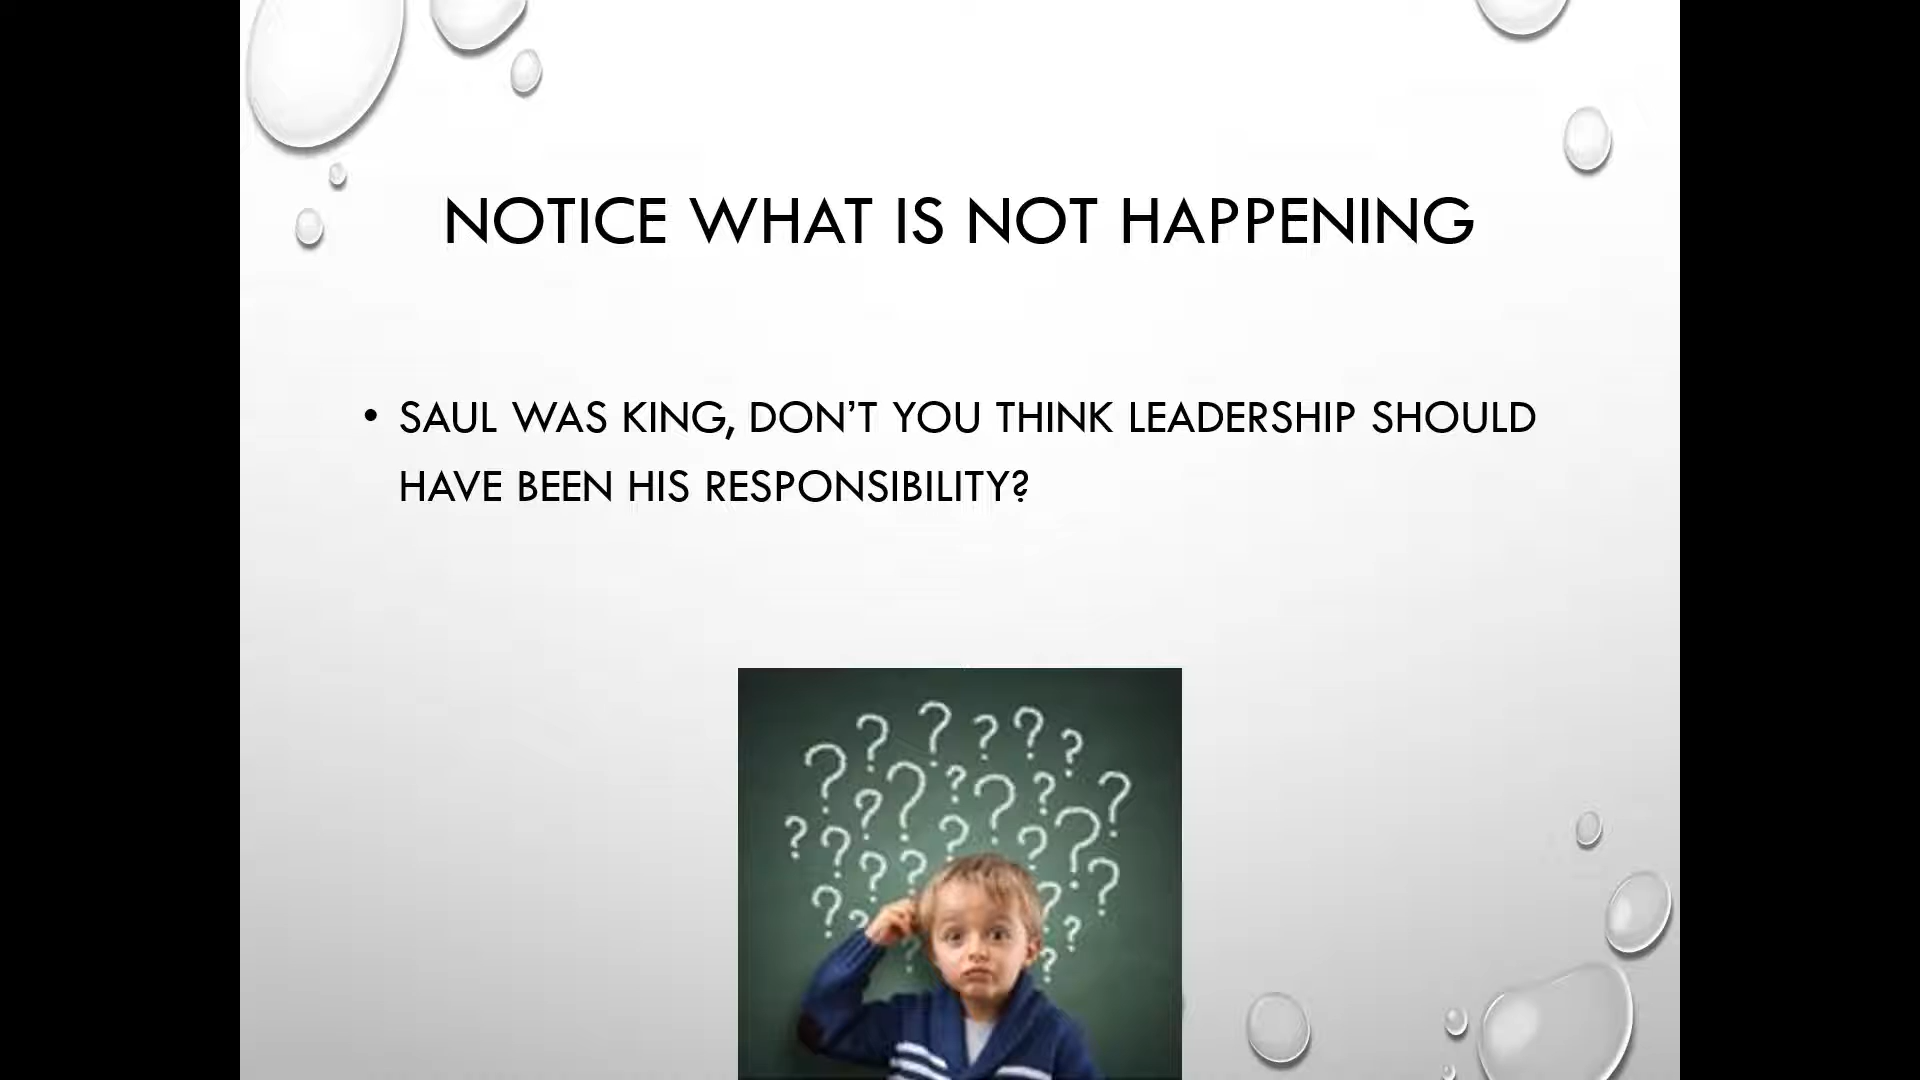 NOTICE WHAT IS NOT HAPPENING
• SAUL WAS KING, DON’T YOU THINK LEADERSHIP SHOULD
HAVE BEEN HIS RESPONSIBILITY?